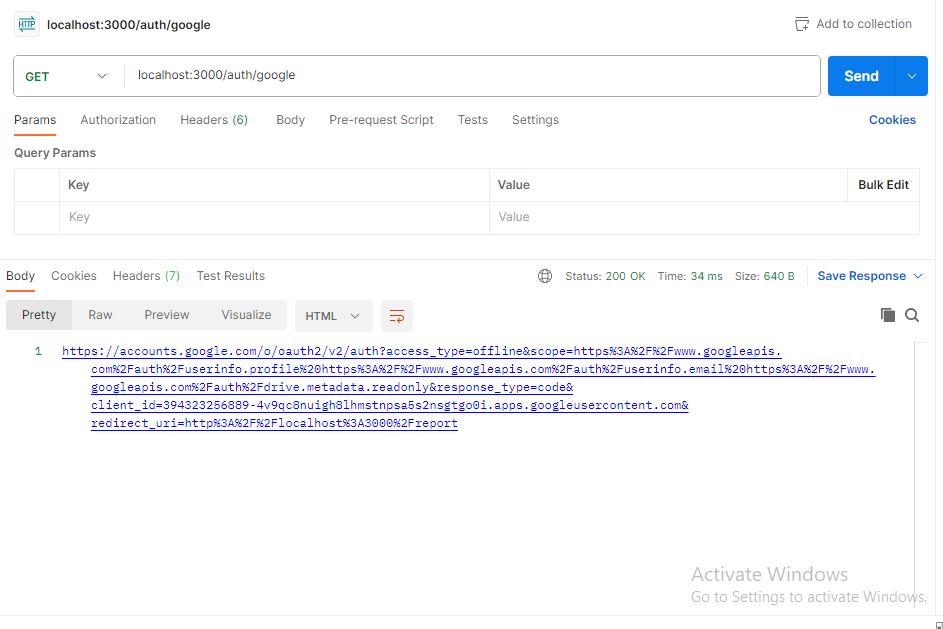 HTTP localhost:3000/auth/google Add to collection
GET localhost:3000/auth/google Send
Params Authorization Headers (6) Body Pre-request Script Tests Settings Cookies
Query Params
Key Value Bulk Edit
Key Value
Body Cookies Headers (7) Test Results Status: 200 OK Time: 34 ms Size: 640 B Save Response
Pretty Raw Preview Visualize HTML
1 https://accounts.google.com/o/oauth2/v2/auth?access_type=offline&scope=https%3A%2F%2Fwww.googleapis.
com%2Fauth%2Fuserinfo.profile%20https%3A%2F%2Fwww.googleapis.com%2Fauth%2Fuserinfo.email%20https%3A%2F%2Fwww.
googleapis.com%2Fauth%2Fdrive.metadata.readonly&response_type=code&
client_id=394323256889-4v9qc8nuigh8lhmstnpsa5s2nsgtgo0i.apps.googleusercontent.com&
redirect_uri=http%3A%2F%2Flocalhost%3A3000%2Freport
Activate Windows
Go to Settings to activate Windows.